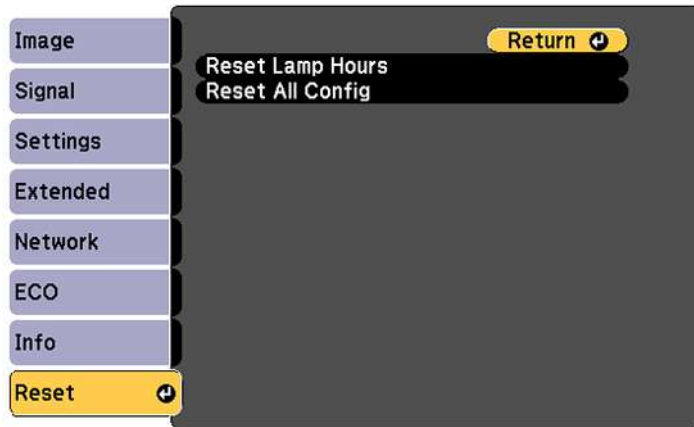 Image
Signal
Settings
Extended
Network
ECO
Info
Reset
Return
Reset Lamp Hours
Reset All Config